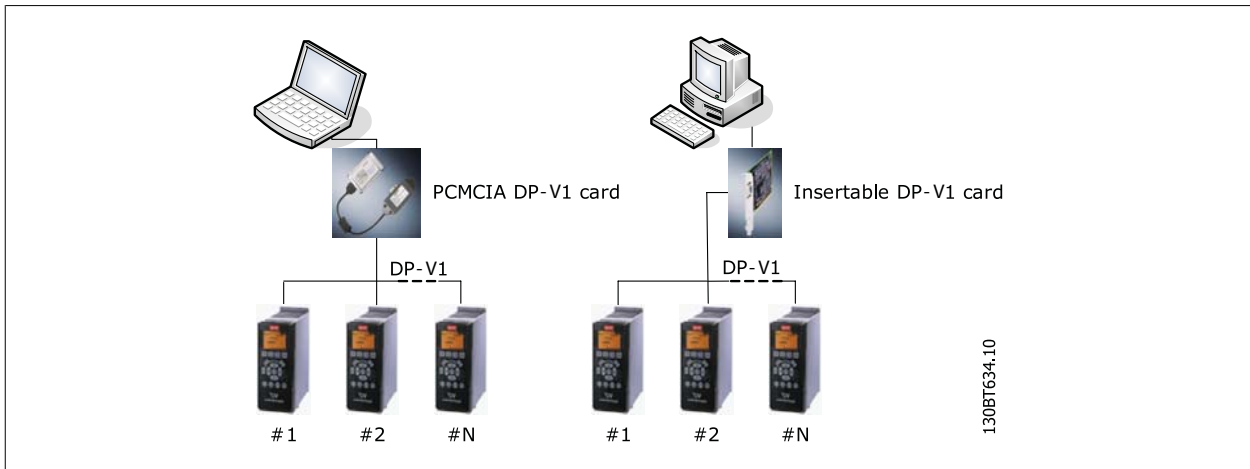 PCMCIA DP-V1 card
Insertable DP-V1 card
DP-V1
DP-V1
#1
#2
#N
#1
#2
#N
130BT634.10